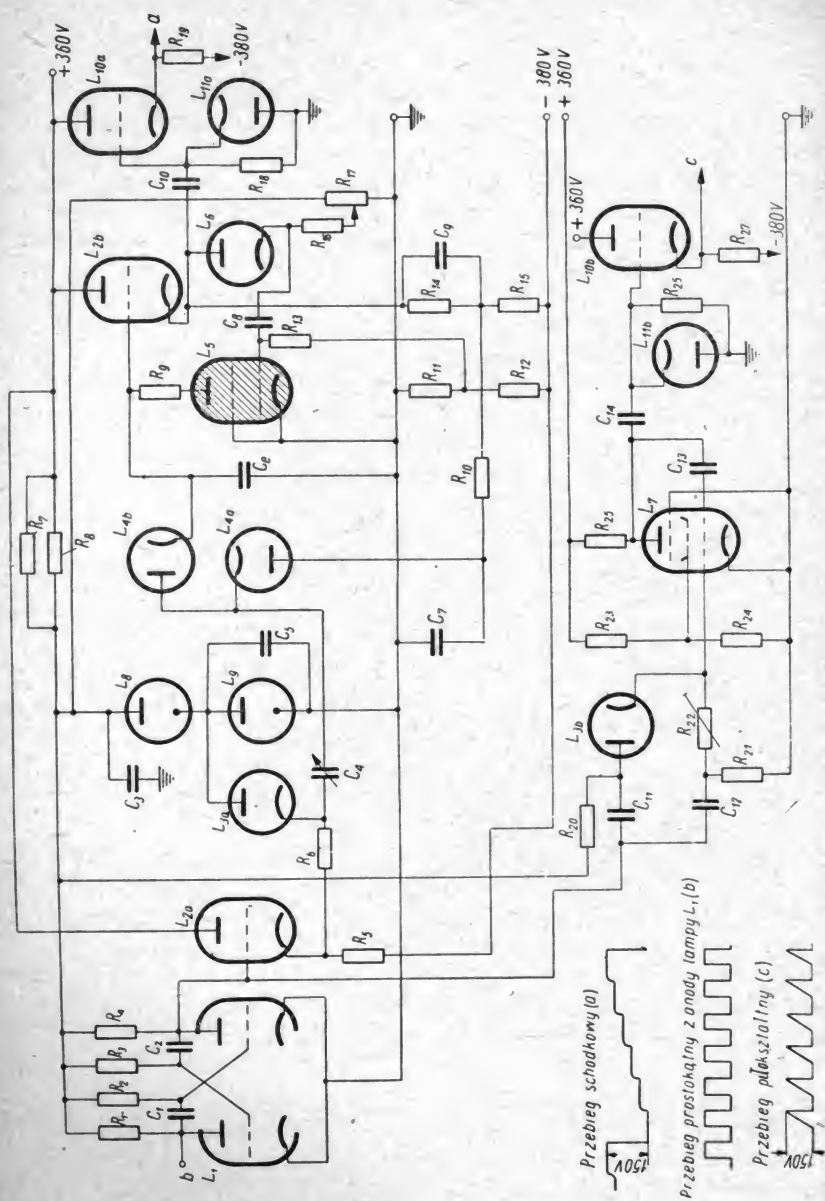 +360V
L10a
a
R19
-380V
L11a
C10
R18
R17
L2b
L6
R16
C8
R13
L5
R9
C9
R14
R15
R11
R12
- 380V
+ 360V
R7
R8
L4b
L4a
Ce
R10
C7
L8
L9
C5
C3
L3a
C4
R6
L2a
R5
R4
R3
R2
R1
C2
C1
L1
b
+360V
L10b
c
R27
-380V
R25
L11b
C14
C13
L7
R25
R23
R24
L3b
R22
R21
R20
C11
C12
Przebieg schodkowy (a)
150V
Przebieg prostokątny z anody lampy L1(b)
Przebieg piłokształtny (c)
150V